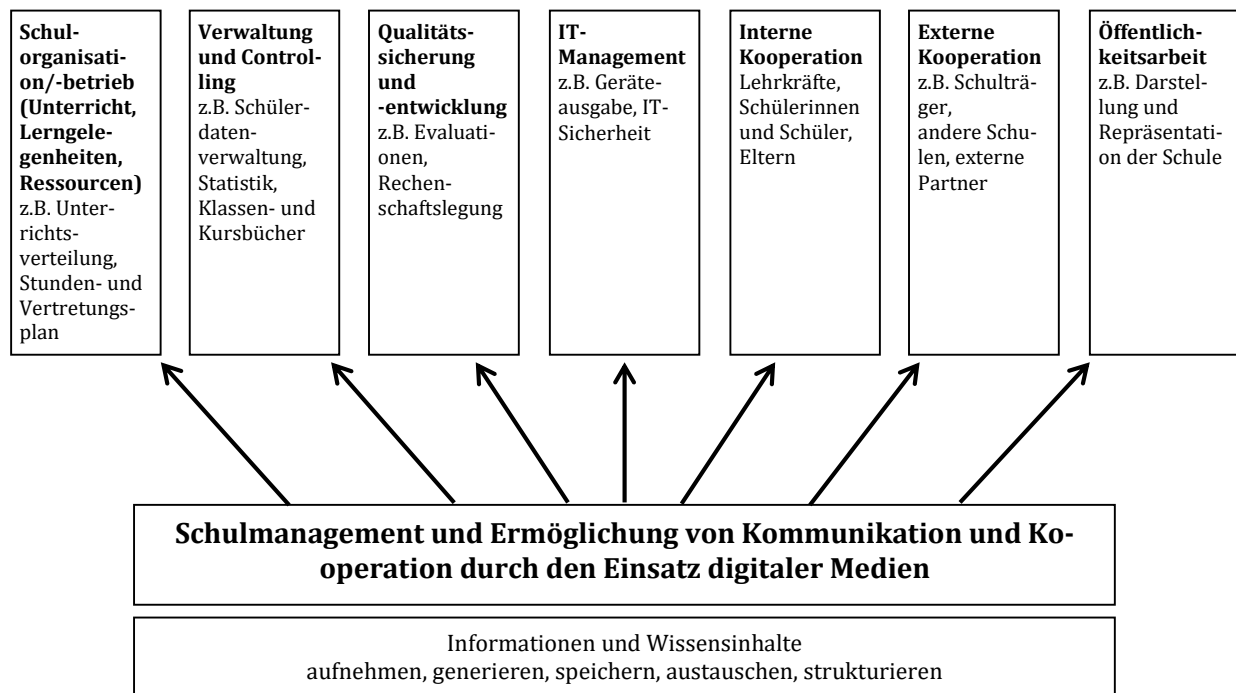 Schul-
organisati-
on/-betrieb
(Unterricht,
Lerngele-
genheiten,
Ressourcen)
z.B. Unter-
richts-
verteilung,
Stunden- und
Vertretungs-
plan
Verwaltung
und Control-
ling
z.B. Schüler-
daten-
verwaltung,
Statistik,
Klassen- und
Kursbücher
Qualitäts-
sicherung
und
-entwicklung
z.B. Evaluati-
onen,
Rechen-
schaftslegung
IT-
Management
z.B. Geräte-
ausgabe, IT-
Sicherheit
Interne
Kooperation
Lehrkräfte,
Schülerinnen
und Schüler,
Eltern
Externe
Kooperation
z.B. Schulträ-
ger,
andere Schu-
len, externe
Partner
Öffentlich-
keitsarbeit
z.B. Darstel-
lung und
Repräsentati-
on der Schule
Schulmanagement und Ermöglichung von Kommunikation und Ko-
operation durch den Einsatz digitaler Medien
Informationen und Wissensinhalte
aufnehmen, generieren, speichern, austauschen, strukturieren